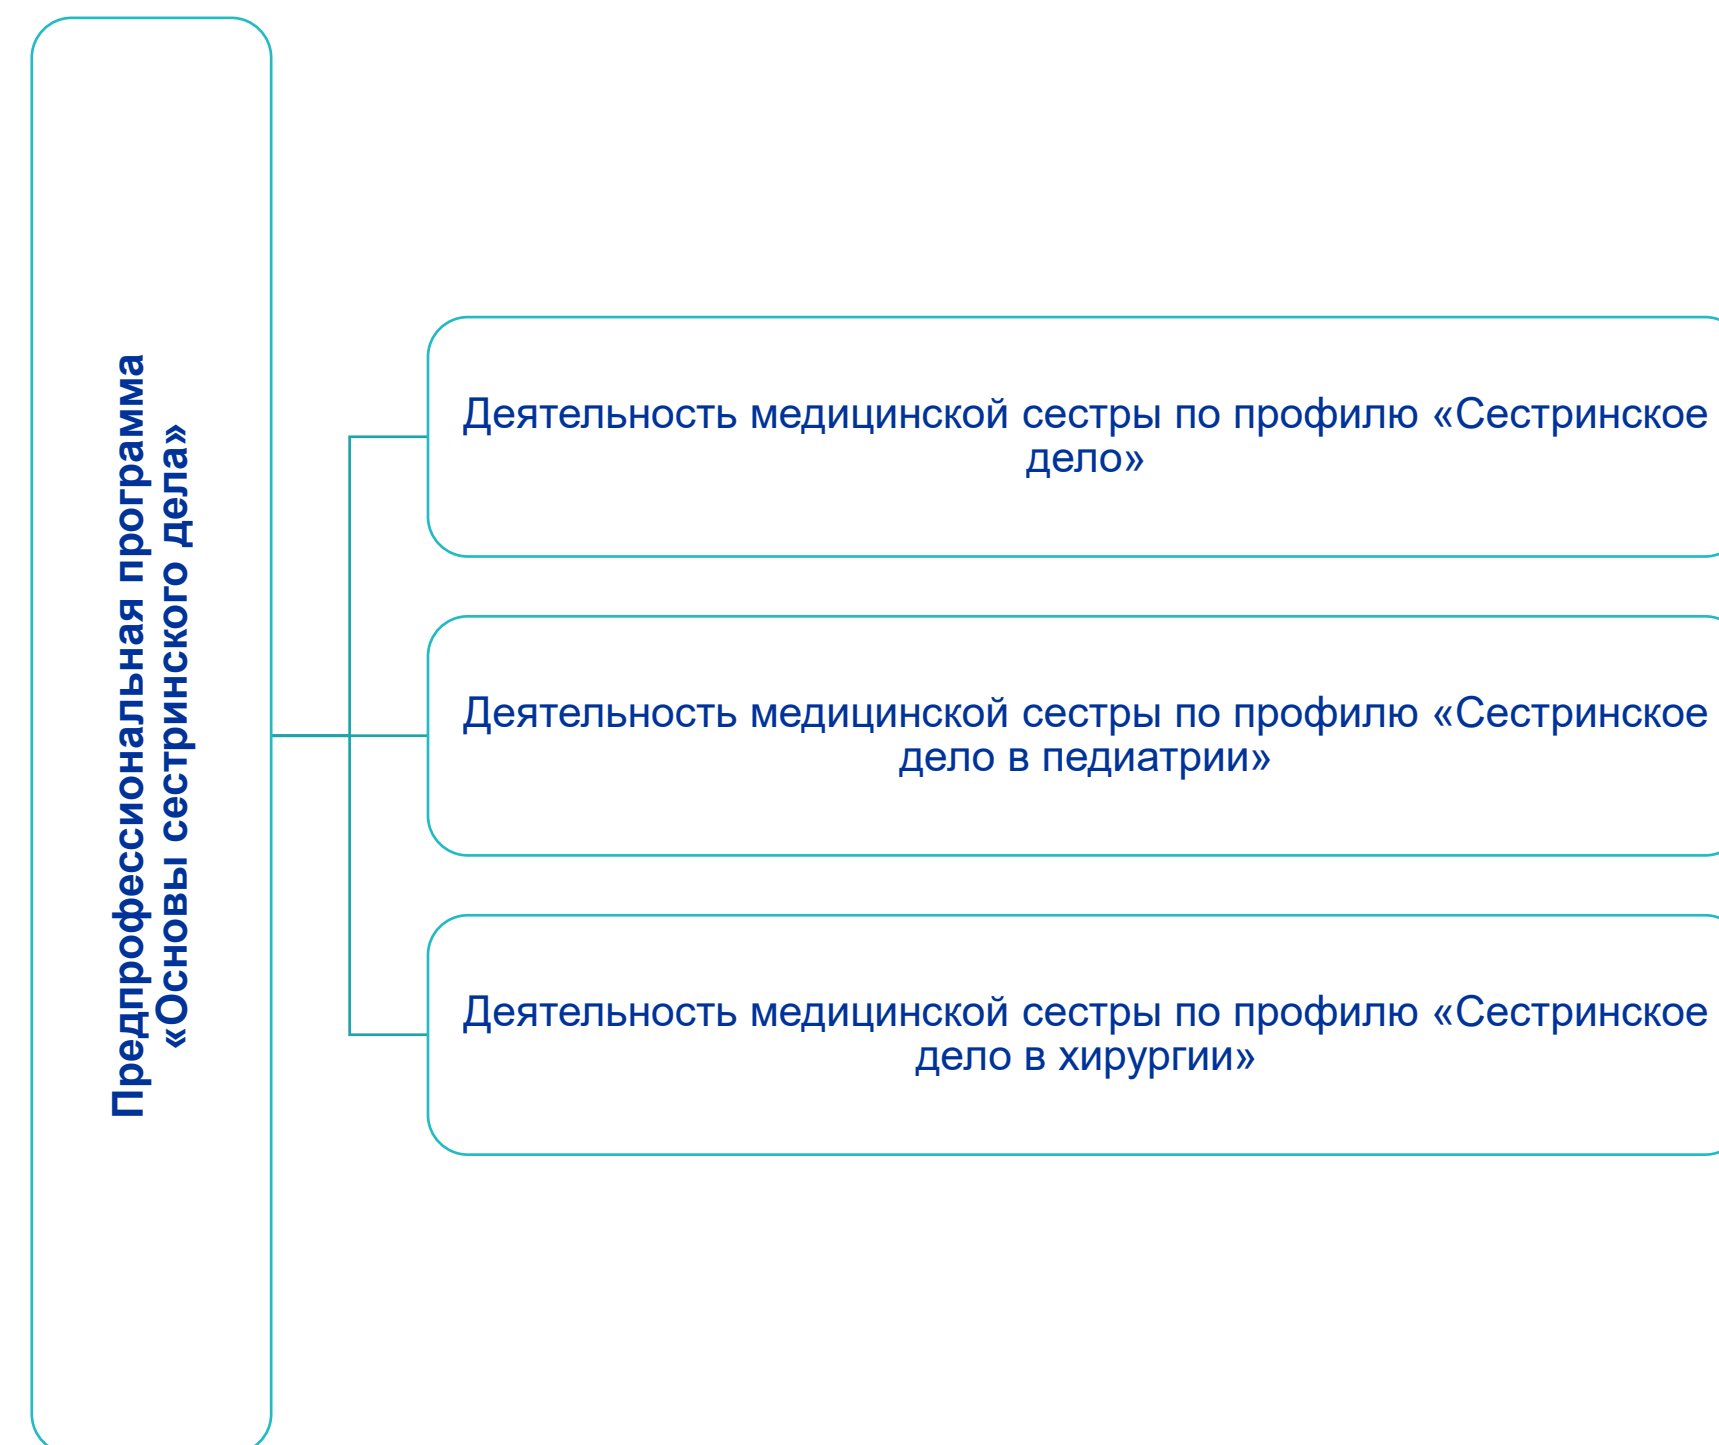 Предпрофессиональная программа
«Основы сестринского дела»
Деятельность медицинской сестры по профилю «Сестринское
дело»
Деятельность медицинской сестры по профилю «Сестринское
дело в педиатрии»
Деятельность медицинской сестры по профилю «Сестринское
дело в хирургии»